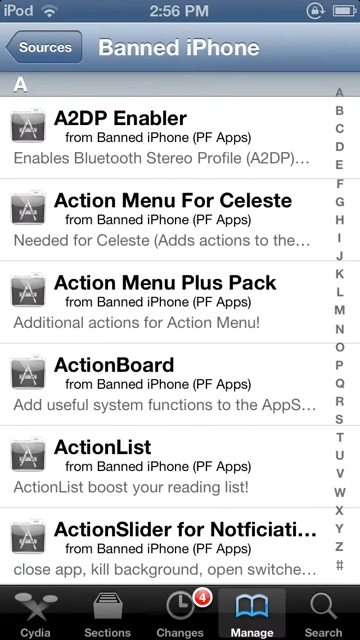 iPod 2:56 PM
Sources Banned iPhone
A
A2DP Enabler
from Banned iPhone (PF Apps)
Enables Bluetooth Stereo Profile (A2DP)…
Action Menu For Celeste
from Banned iPhone (PF Apps)
Needed for Celeste (Adds actions to the…
Action Menu Plus Pack
from Banned iPhone (PF Apps)
Additional actions for Action Menu!
ActionBoard
from Banned iPhone (PF Apps)
Add useful system functions to the AppS…
ActionList
from Banned iPhone (PF Apps)
ActionList boost your reading list!
ActionSlider for Notficiati…
from Banned iPhone (PF Apps)
close app, kill background, open switche…
A
B
C
D
E
F
G
H
I
J
K
L
M
N
O
P
Q
R
S
T
U
V
W
X
Y
Z
#
4
Cydia Sections Changes Manage Search